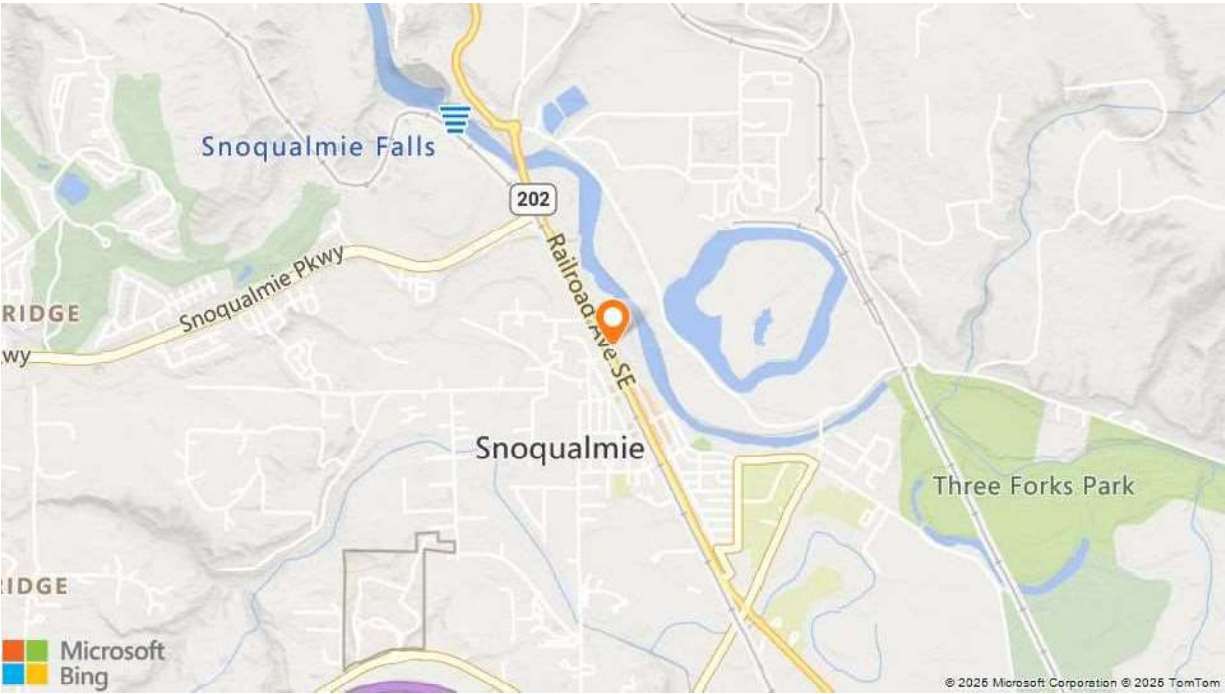 Snoqualmie Falls
202
Railroad Ave SE
Snoqualmie Pkwy
RIDGE
wy
Snoqualmie
Three Forks Park
RIDGE
Microsoft
Bing
© 2025 Microsoft Corporation © 2025 TomTom